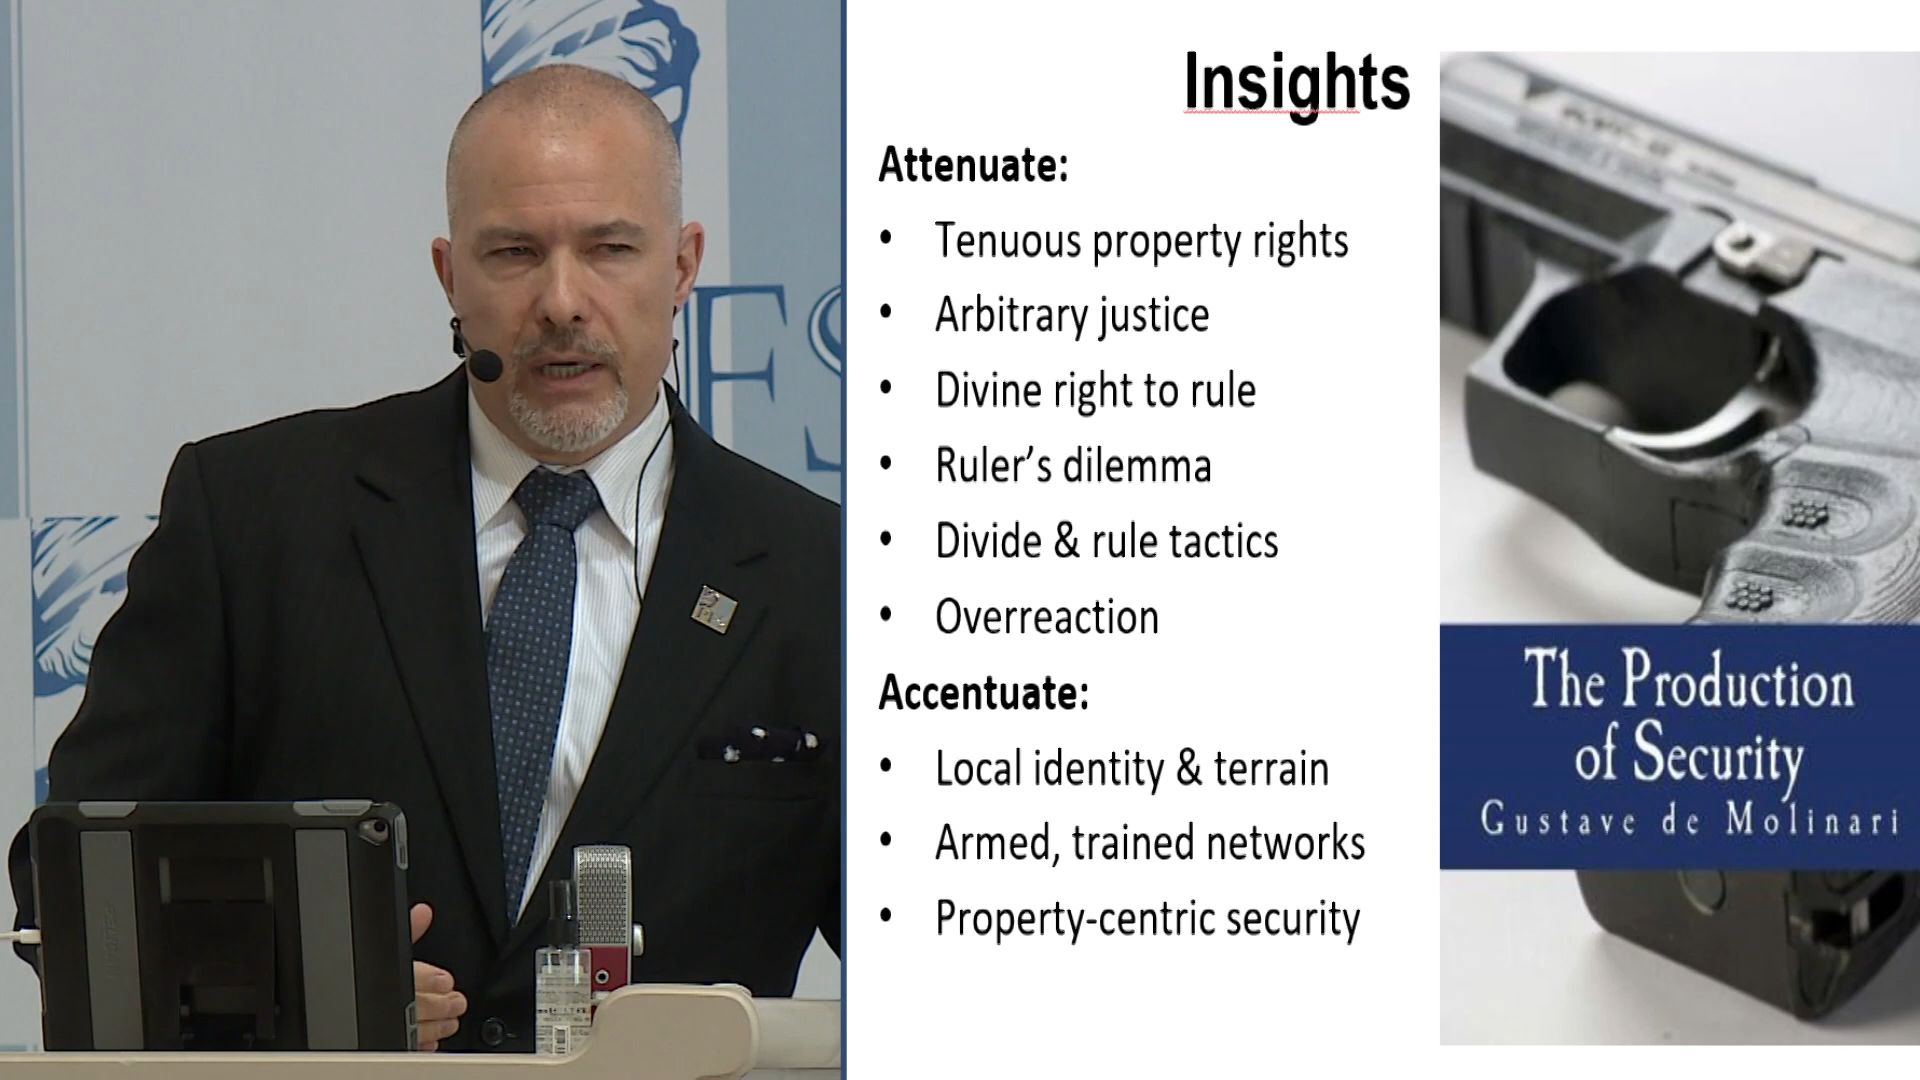 Insights
Attenuate:
• Tenuous property rights
• Arbitrary justice
• Divine right to rule
• Ruler’s dilemma
• Divide & rule tactics
• Overreaction
Accentuate:
• Local identity & terrain
• Armed, trained networks
• Property-centric security
The Production
of Security
Gustave de Molinari